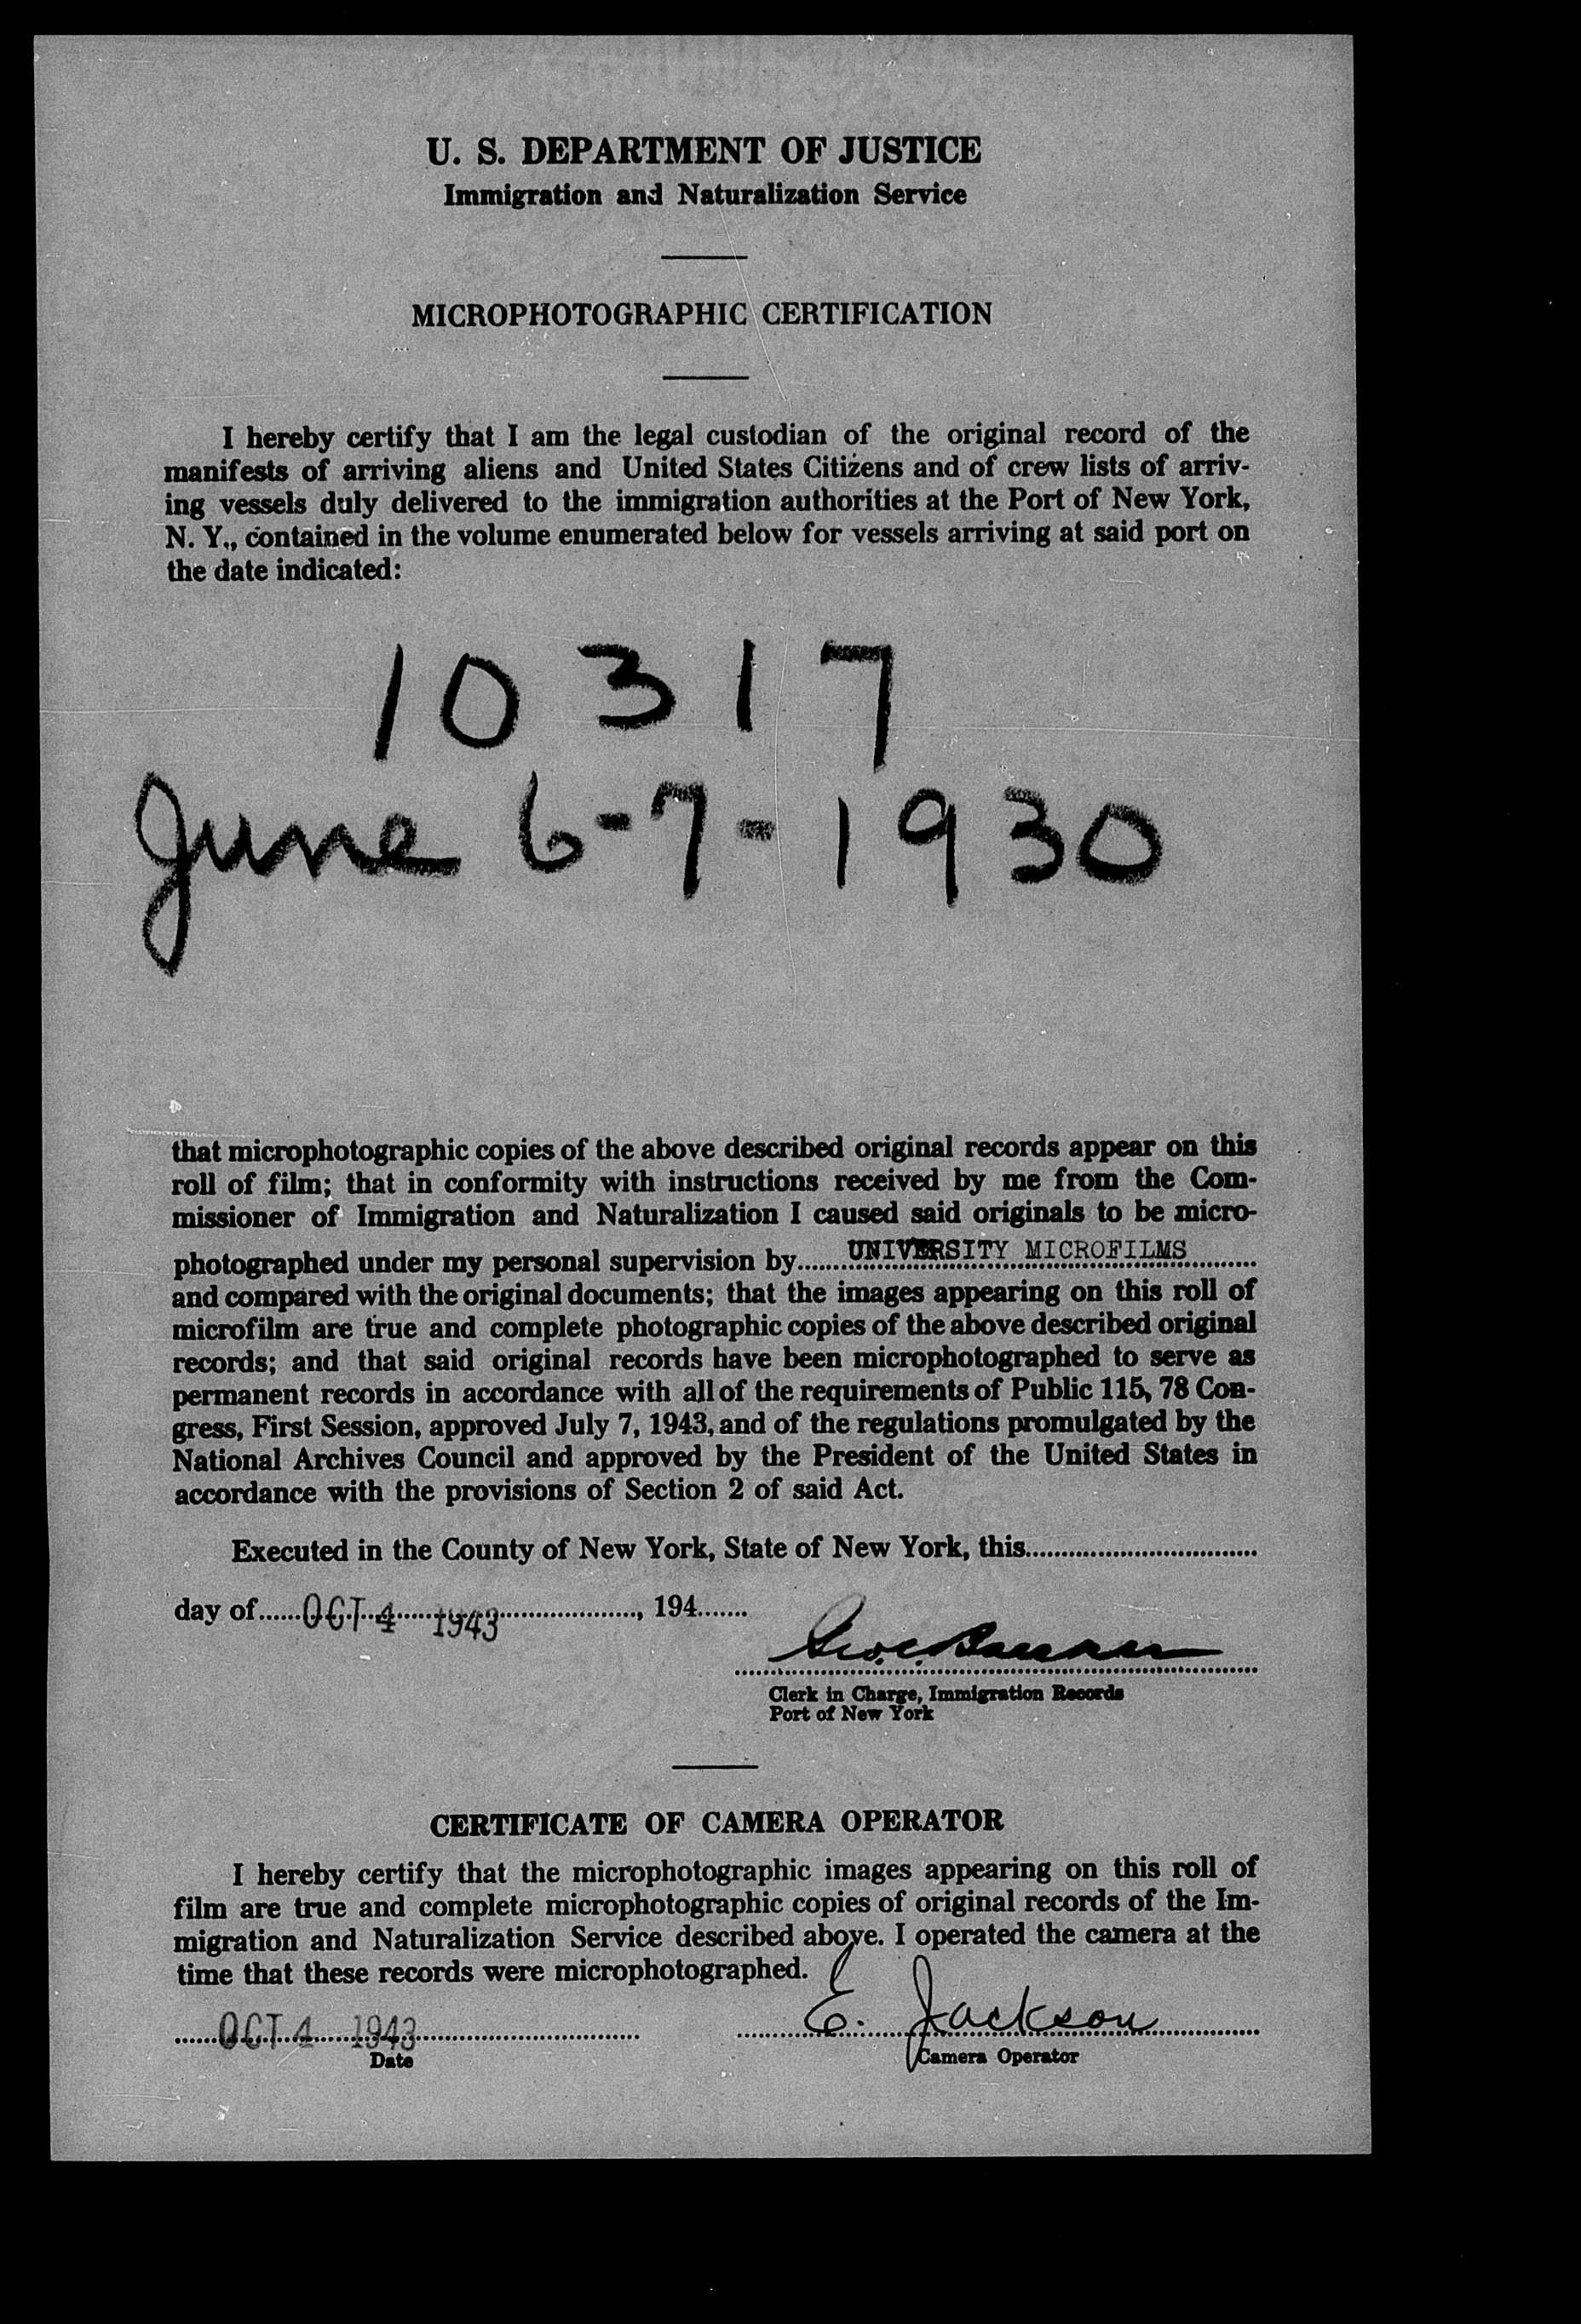 U. S. DEPARTMENT OF JUSTICE
Immigration and Naturalization Service
MICROPHOTOGRAPHIC CERTIFICATION
I hereby certify that I am the legal custodian of the original record of the
manifests of arriving aliens and United States Citizens and of crew lists of arriv-
ing vessels duly delivered to the immigration authorities at the Port of New York,
N. Y., contained in the volume enumerated below for vessels arriving at said port on
the date indicated:
10317
June 6-7-1930
that microphotographic copies of the above described original records appear on this
roll of film; that in conformity with instructions received by me from the Com-
missioner of Immigration and Naturalization I caused said originals to be micro-
photographed under my personal supervision by UNIVERSITY MICROFILMS
and compared with the original documents; that the images appearing on this roll of
microfilm are true and complete photographic copies of the above described original
records; and that said original records have been microphotographed to serve as
permanent records in accordance with all of the requirements of Public 115, 78 Con-
gress, First Session, approved July 7, 1943, and of the regulations promulgated by the
National Archives Council and approved by the President of the United States in
accordance with the provisions of Section 2 of said Act.
Executed in the County of New York, State of New York, this
day of OCT 4 1943, 194
Clerk in Charge, Immigration Records
Port of New York
CERTIFICATE OF CAMERA OPERATOR
I hereby certify that the microphotographic images appearing on this roll of
film are true and complete microphotographic copies of original records of the Im-
migration and Naturalization Service described above. I operated the camera at the
time that these records were microphotographed.
OCT 4 1943 E. Jackson
Date Camera Operator